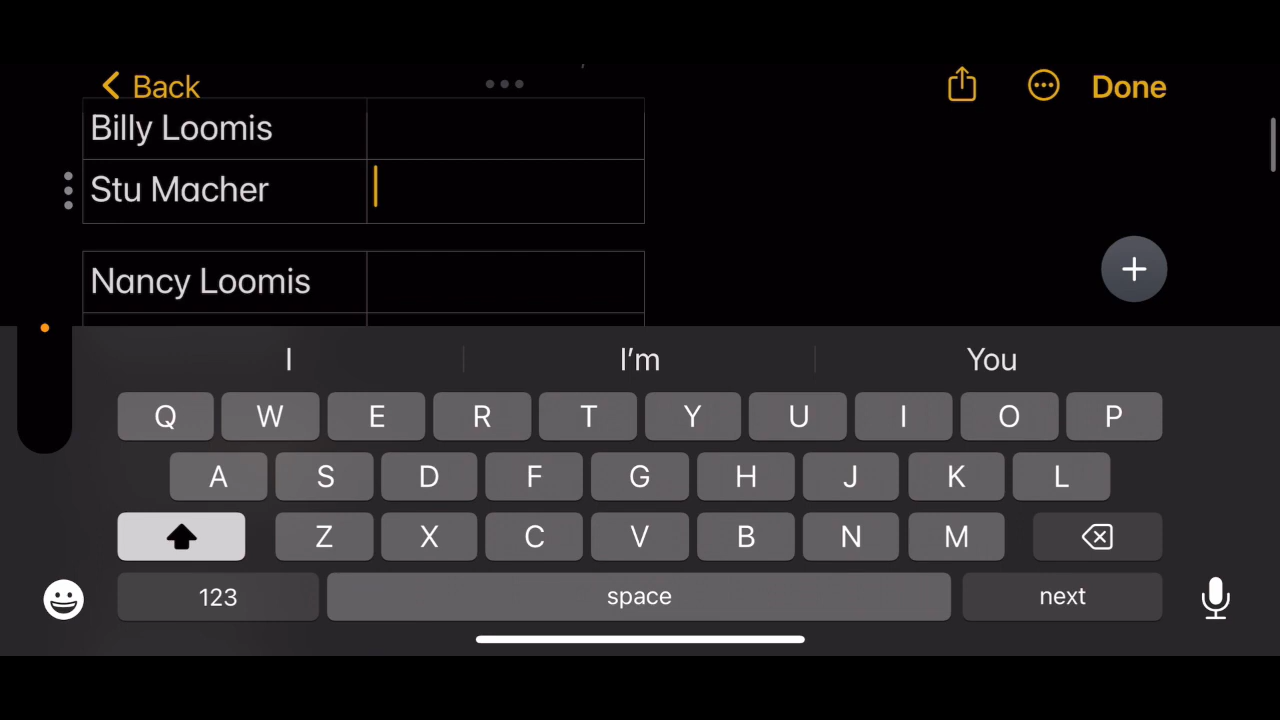 Back
Done
Billy Loomis
Stu Macher
Nancy Loomis
I
I’m
You
Q W E R T Y U I O P
A S D F G H J K L
Z X C V B N M
123
space
next